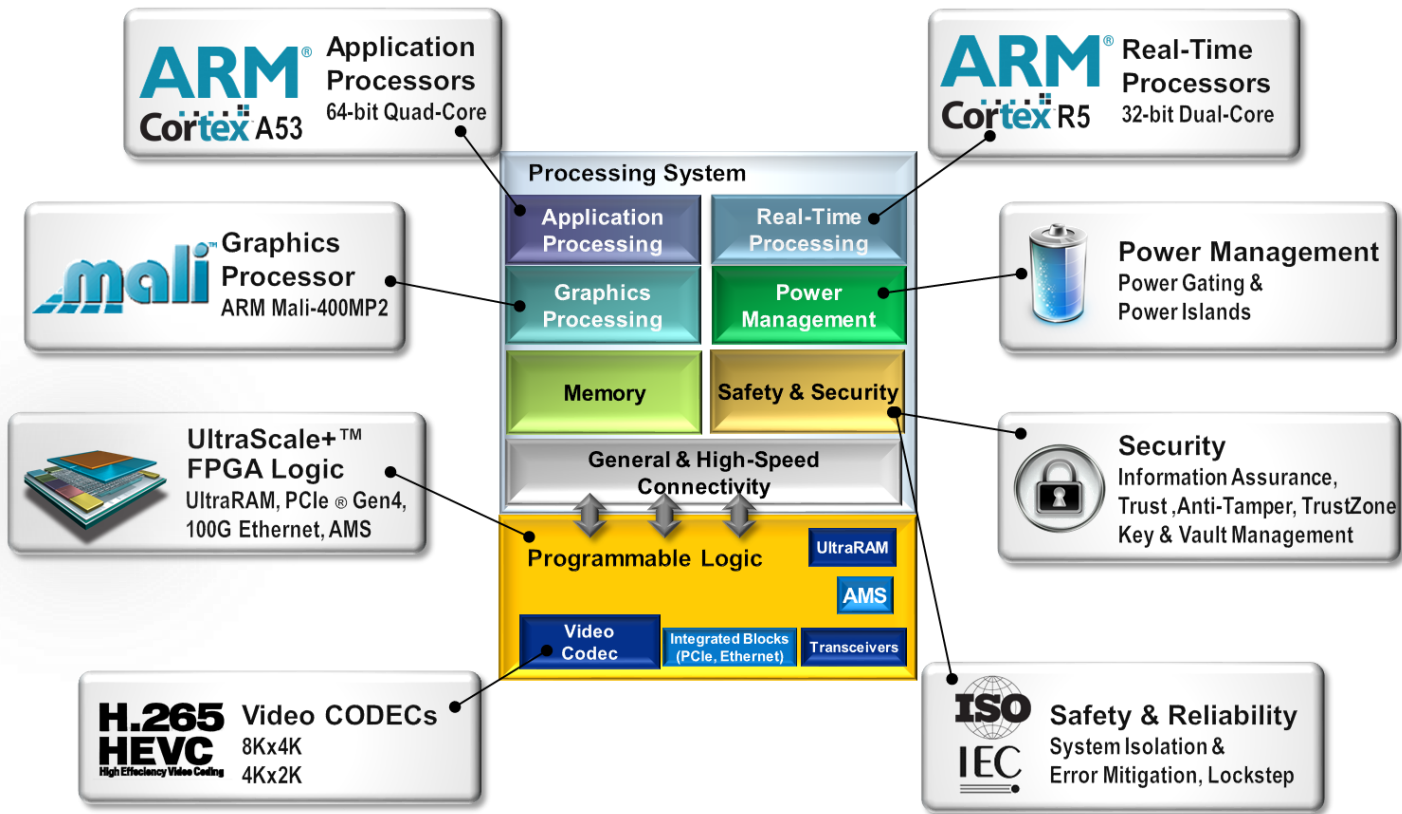 ARM®
Cortex™ A53
Application
Processors
64-bit Quad-Core
ARM®
Cortex™ R5
Real-Time
Processors
32-bit Dual-Core
mali™
Graphics
Processor
ARM Mali-400MP2
Processing System
Application
Processing
Real-Time
Processing
Graphics
Processing
Power
Management
Memory
Safety & Security
General & High-Speed
Connectivity
Programmable Logic
UltraRAM
AMS
Video
Codec
Integrated Blocks
(PCIe, Ethernet)
Transceivers
Power Management
Power Gating &
Power Islands
UltraScale+™
FPGA Logic
UltraRAM, PCIe ® Gen4,
100G Ethernet, AMS
Security
Information Assurance,
Trust ,Anti-Tamper, TrustZone
Key & Vault Management
H.265
HEVC
High Effeciency Video Coding
Video CODECs
8Kx4K
4Kx2K
ISO
IEC
Safety & Reliability
System Isolation &
Error Mitigation, Lockstep